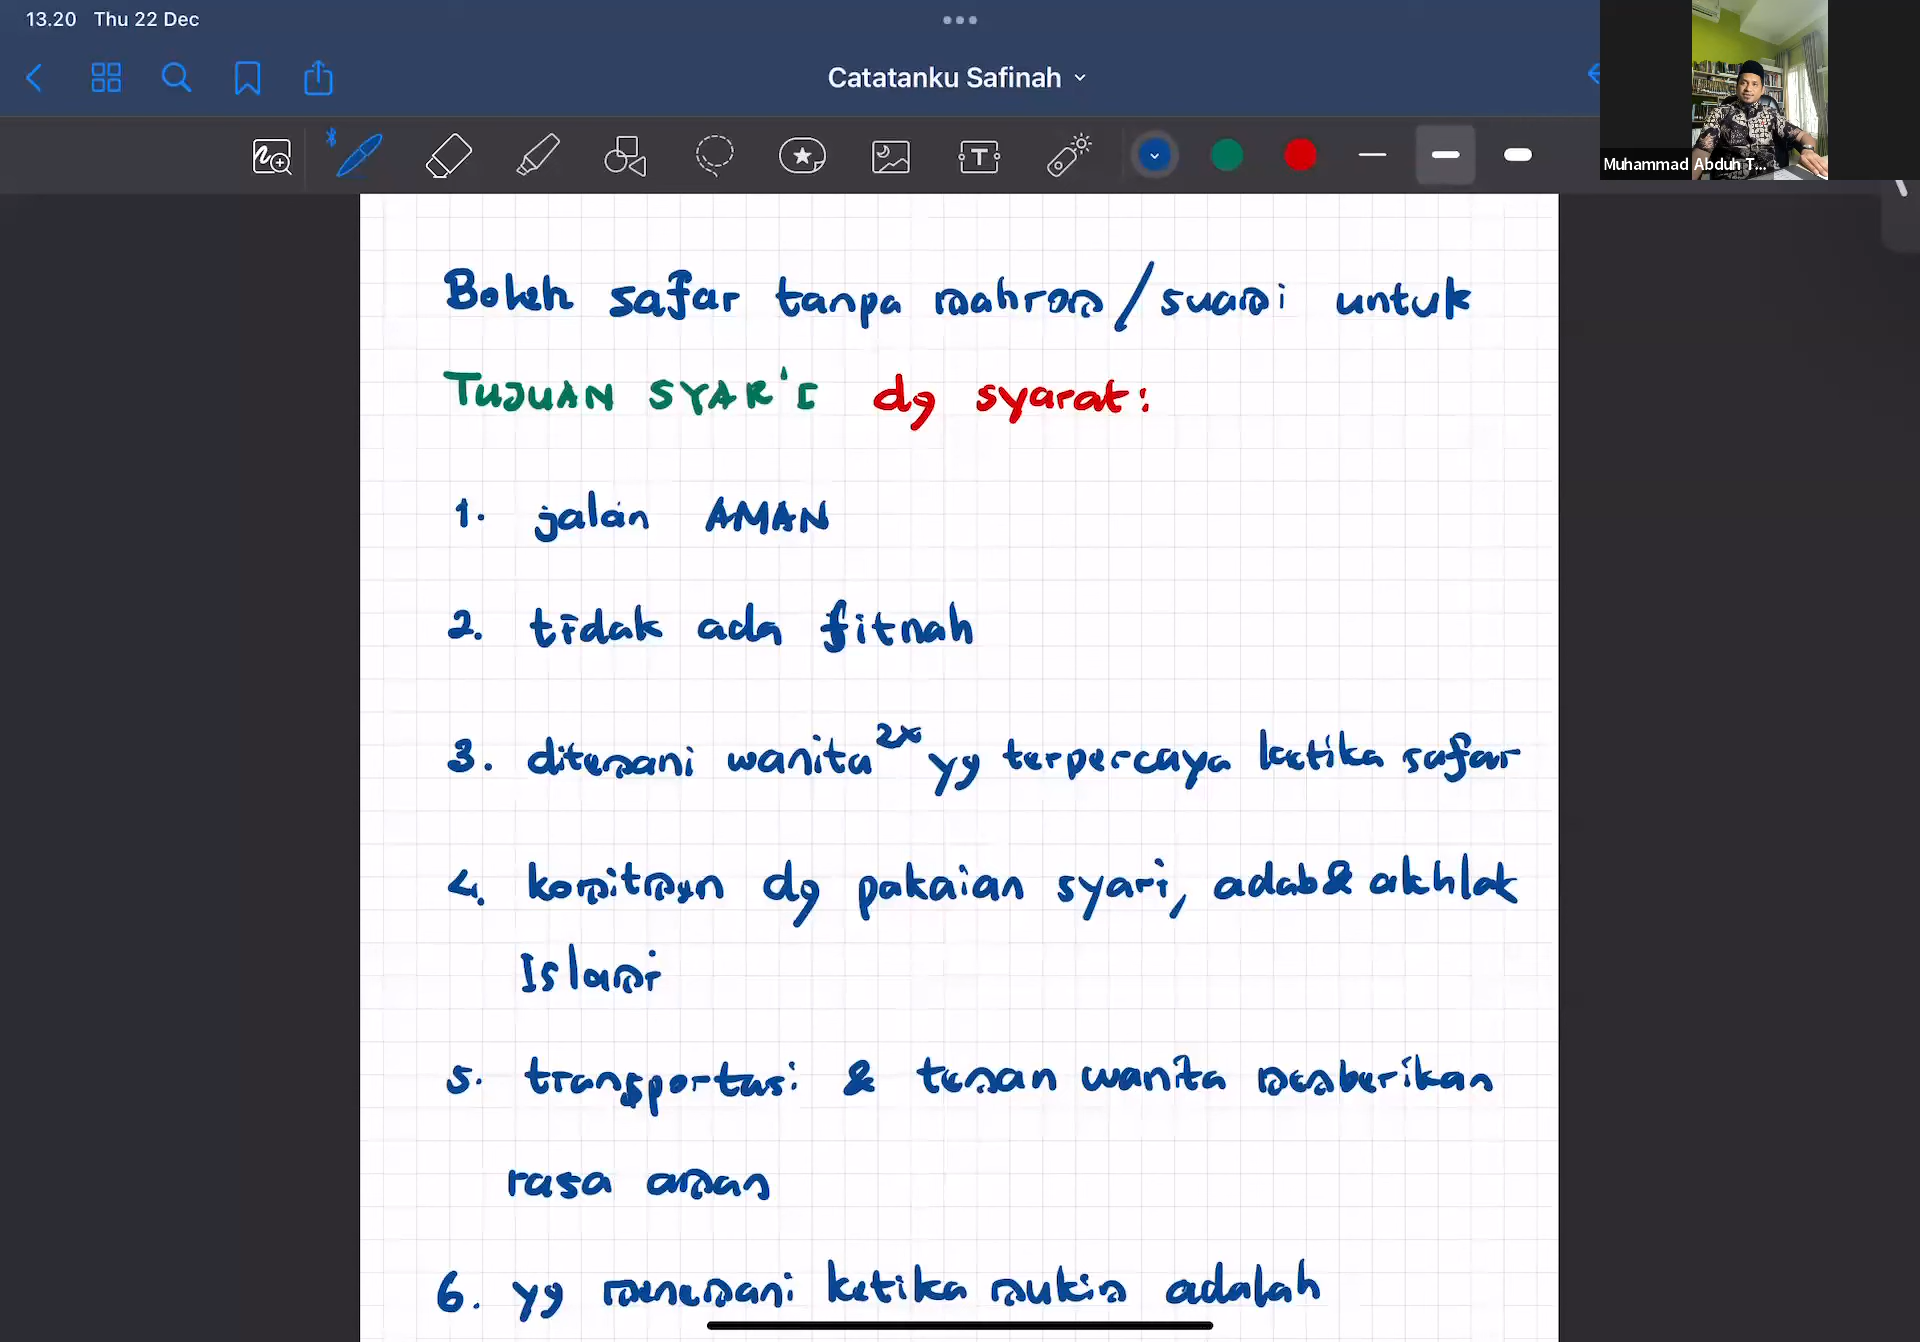 13.20 Thu 22 Dec
Catatanku Safinah
Muhammad Abduh T...
Boleh safar tanpa mahrom/suami untuk
TUJUAN SYAR'I dg syarat:
1. jalan AMAN
2. tidak ada fitnah
3. ditemani wanita2x yg terpercaya ketika safar
4. komitmen dg pakaian syari, adab & akhlak
Islami
5. transportasi & teman wanita memberikan
rasa aman
6. yg menemani ketika mukim adalah